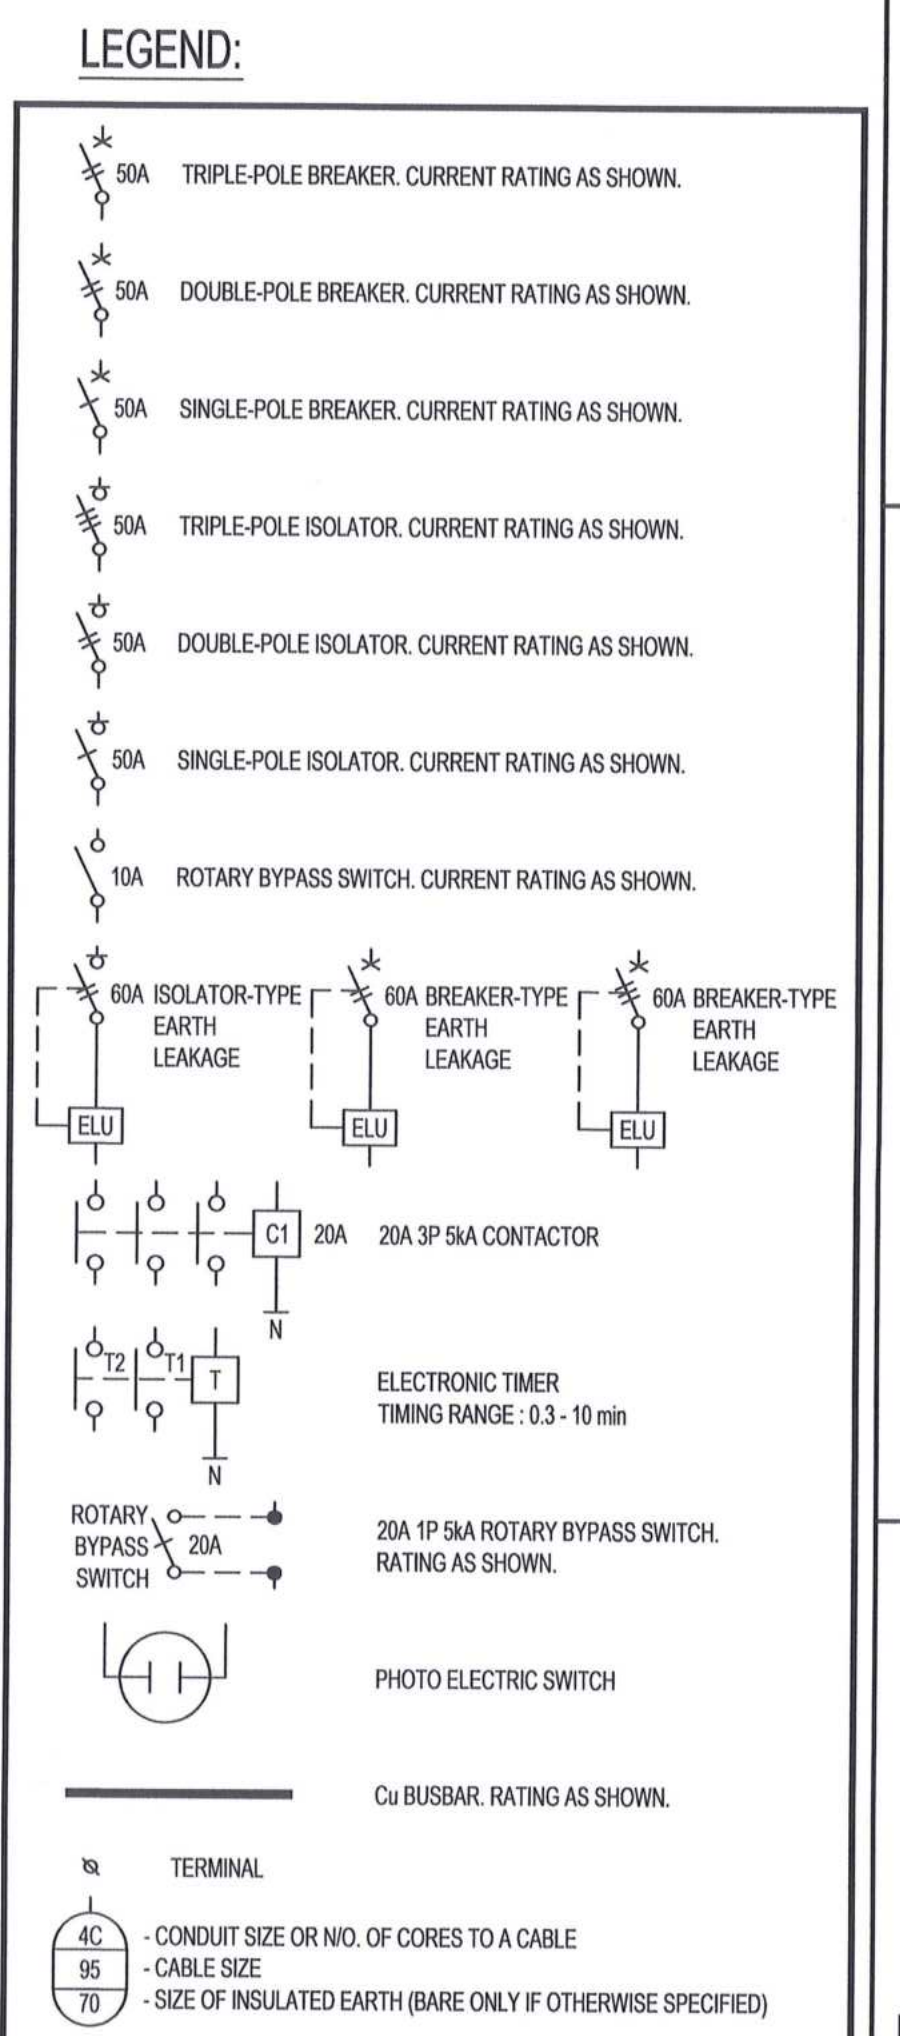 LEGEND:
50A TRIPLE-POLE BREAKER. CURRENT RATING AS SHOWN.
50A DOUBLE-POLE BREAKER. CURRENT RATING AS SHOWN.
50A SINGLE-POLE BREAKER. CURRENT RATING AS SHOWN.
50A TRIPLE-POLE ISOLATOR. CURRENT RATING AS SHOWN.
50A DOUBLE-POLE ISOLATOR. CURRENT RATING AS SHOWN.
50A SINGLE-POLE ISOLATOR. CURRENT RATING AS SHOWN.
10A ROTARY BYPASS SWITCH. CURRENT RATING AS SHOWN.
60A ISOLATOR-TYPE
EARTH
LEAKAGE
ELU
60A BREAKER-TYPE
EARTH
LEAKAGE
ELU
60A BREAKER-TYPE
EARTH
LEAKAGE
ELU
C1 20A 20A 3P 5kA CONTACTOR
N
T2 T1 T
ELECTRONIC TIMER
TIMING RANGE : 0.3 - 10 min
N
ROTARY
BYPASS 20A
SWITCH
20A 1P 5kA ROTARY BYPASS SWITCH.
RATING AS SHOWN.
PHOTO ELECTRIC SWITCH
Cu BUSBAR. RATING AS SHOWN.
TERMINAL
4C - CONDUIT SIZE OR N/O. OF CORES TO A CABLE
95 - CABLE SIZE
70 - SIZE OF INSULATED EARTH (BARE ONLY IF OTHERWISE SPECIFIED)